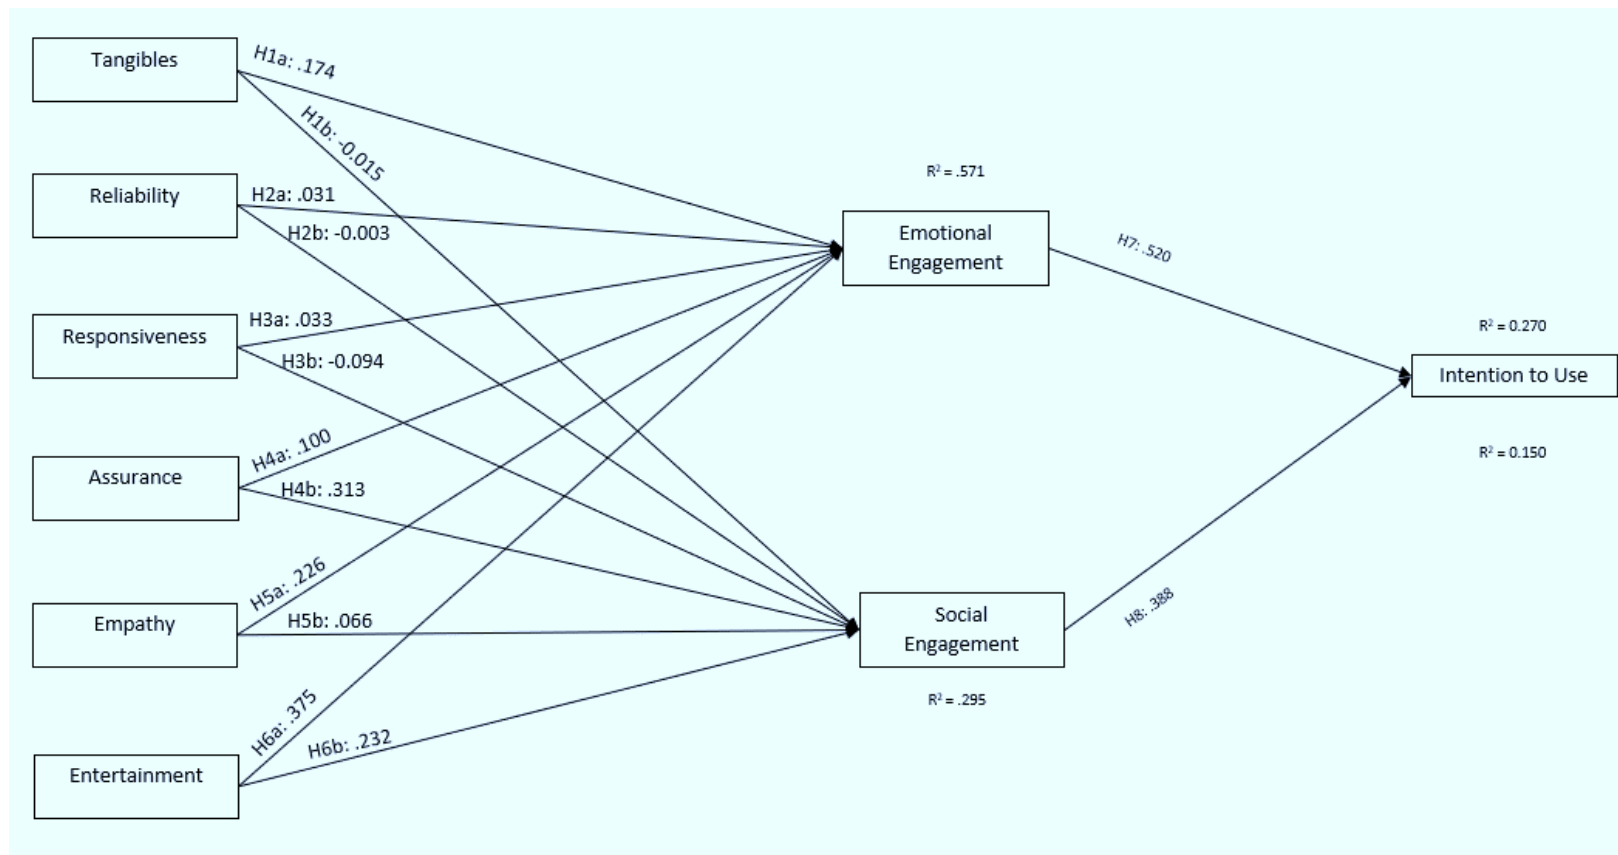 Tangibles
H1a: .174
H1b: -0.015
Reliability
H2a: .031
H2b: -0.003
Responsiveness
H3a: .033
H3b: -0.094
Assurance
H4a: .100
H4b: .313
Empathy
H5a: .226
H5b: .066
Entertainment
H6a: .375
H6b: .232
R² = .571
Emotional
Engagement
H7: .520
Social
Engagement
R² = .295
H8: .388
R² = 0.270
Intention to Use
R² = 0.150